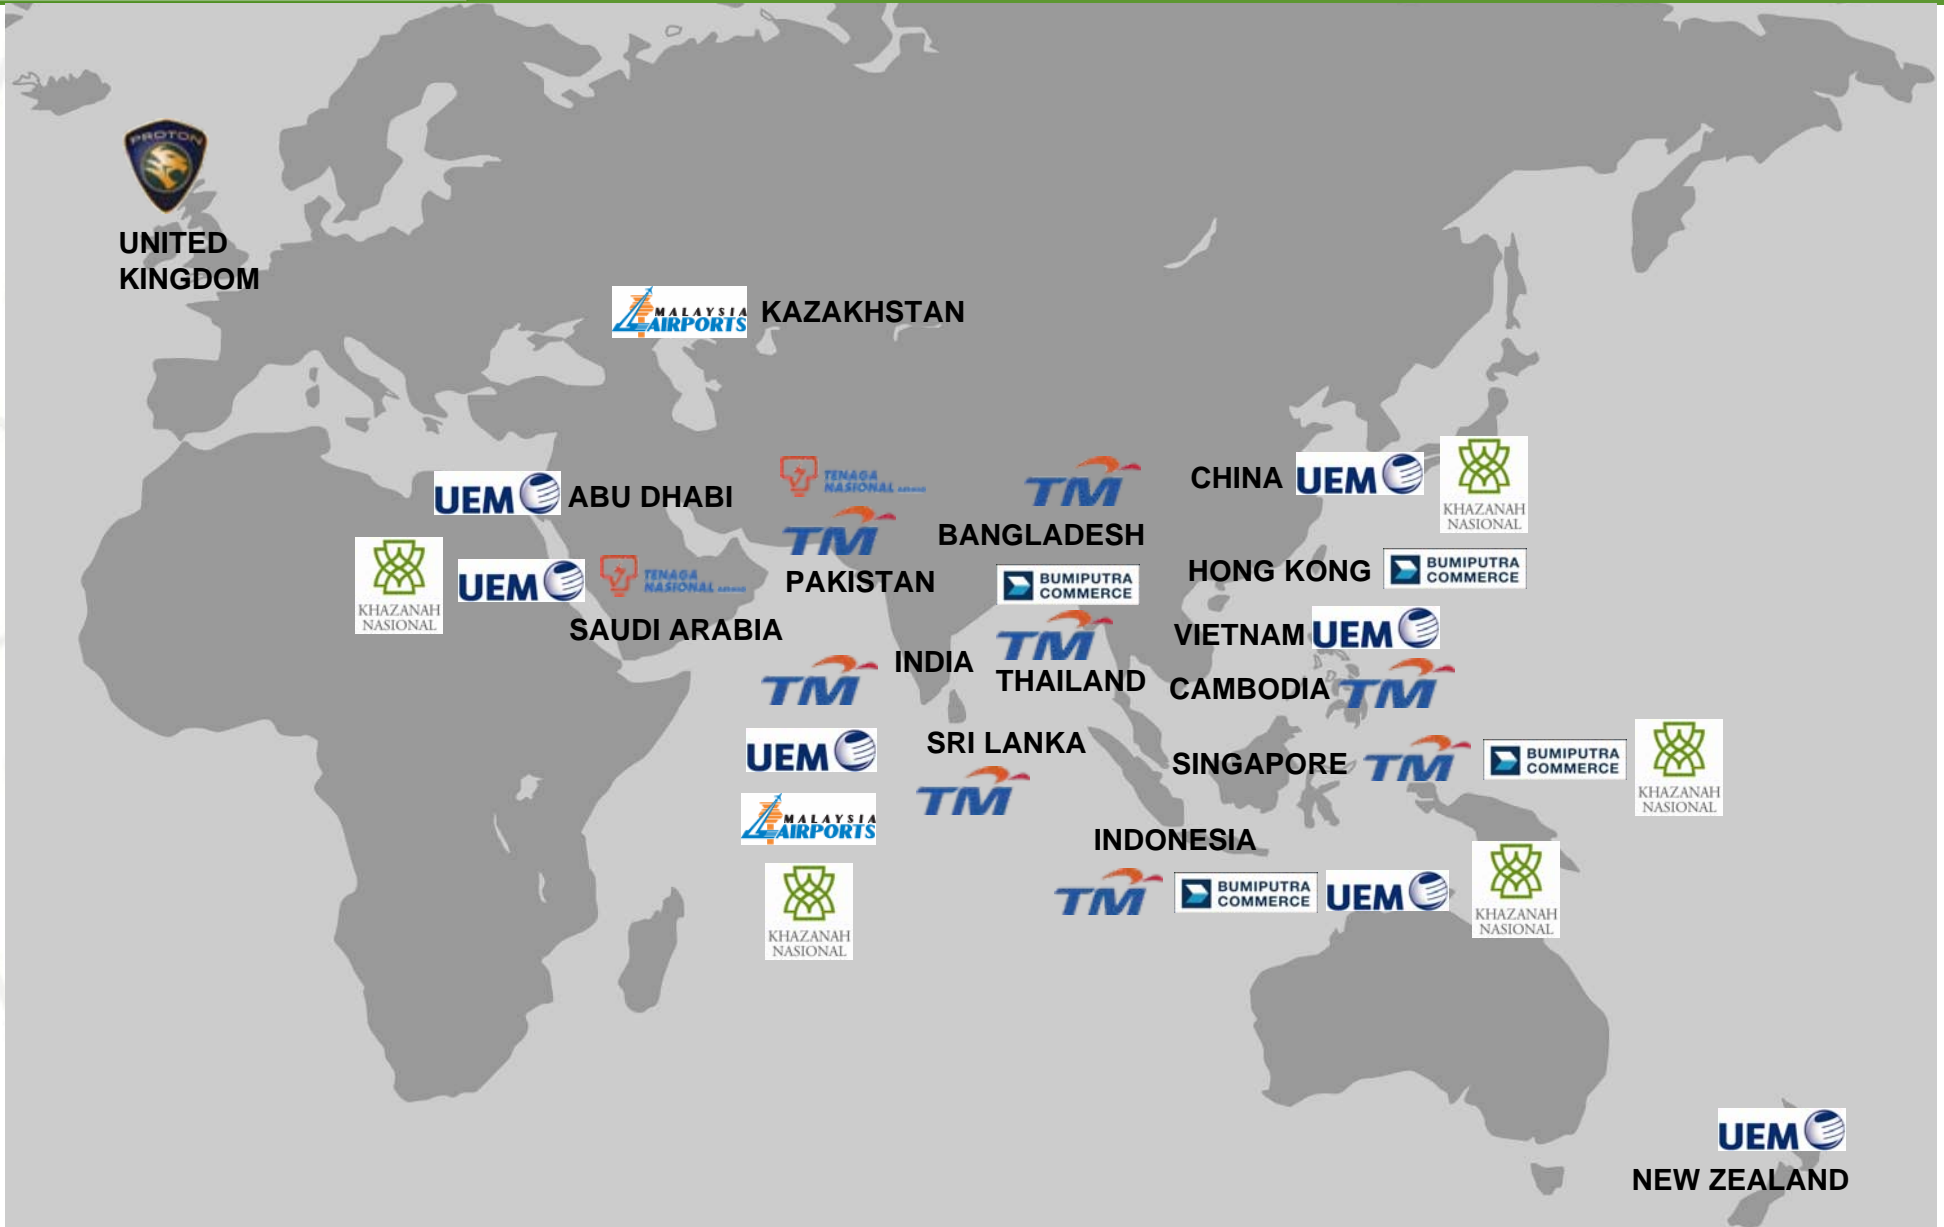 PROTON
UNITED
KINGDOM
MALAYSIA
AIRPORTS
KAZAKHSTAN
UEM
ABU DHABI
TENAGA
NASIONAL
TM
PAKISTAN
TM
BANGLADESH
CHINA
UEM
KHAZANAH
NASIONAL
KHAZANAH
NASIONAL
UEM
TENAGA
NASIONAL
SAUDI ARABIA
BUMIPUTRA
COMMERCE
TM
THAILAND
HONG KONG
BUMIPUTRA
COMMERCE
VIETNAM
UEM
INDIA
TM
UEM
MALAYSIA
AIRPORTS
KHAZANAH
NASIONAL
CAMBODIA
TM
SRI LANKA
TM
SINGAPORE
TM
BUMIPUTRA
COMMERCE
KHAZANAH
NASIONAL
INDONESIA
TM
BUMIPUTRA
COMMERCE
UEM
KHAZANAH
NASIONAL
UEM
NEW ZEALAND